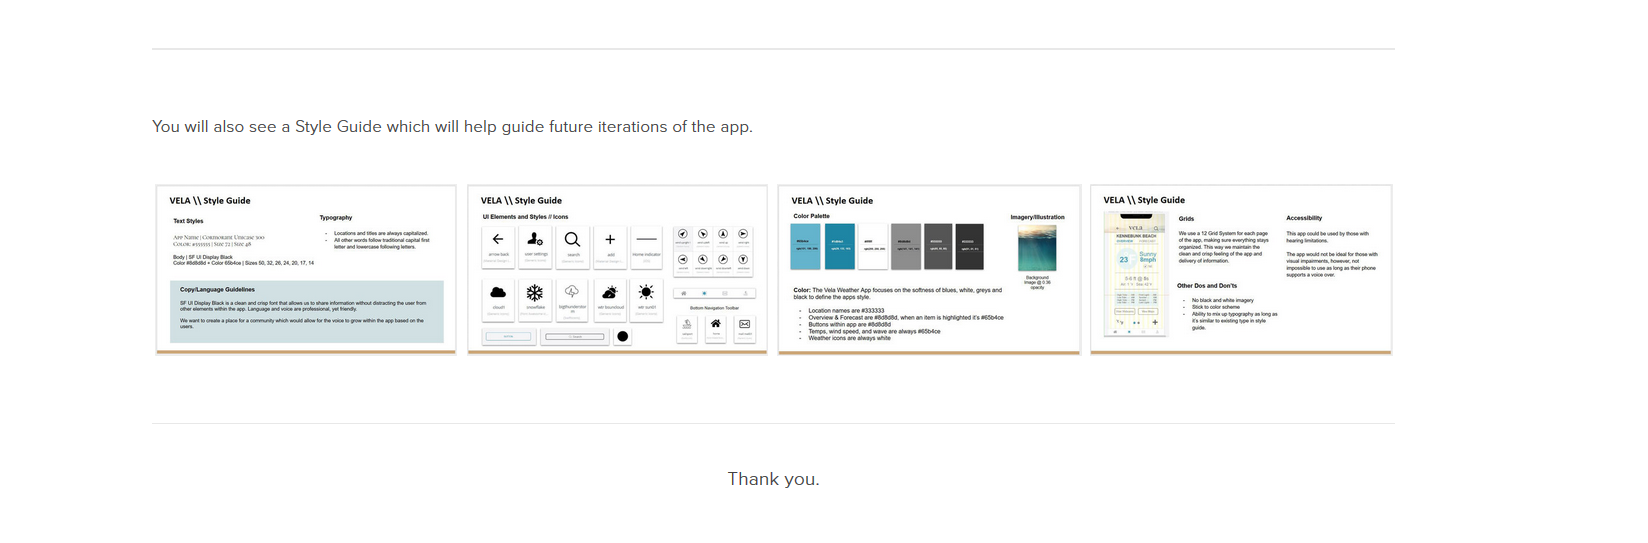 You will also see a Style Guide which will help guide future iterations of the app.
VELA \\ Style Guide
Text Styles
App Name | Cormorant Unicase 500
Color: #333333 | Size 72 | Size 48
Body | SF UI Display Black
Color #8d8d8d + Color 65b4ce | Sizes 50, 32, 26, 24, 20, 17, 14
Typography
- Locations and titles are always capitalized.
- All other words follow traditional capital first
letter and lowercase following letters.
Copy/Language Guidelines
SF UI Display Black is a clean and crisp font that allows us to share information without distracting the user from
other elements within the app. Language and voice are professional, yet friendly.
We want to create a place for a community which would allow for the voice to grow within the app based on the
users.
VELA \\ Style Guide
UI Elements and Styles // Icons
arrow-back
user settings
search
add
Home Indicator
cloud1
snowflake
wi sun01
Bottom Navigation Toolbar
VELA \\ Style Guide
Color Palette
Imagery/Illustration
Background
Image @ 0.36
opacity
Color: The Vela Weather App focuses on the softness of blues, white, greys and
black to define the apps style.
- Location names are #333333
- Overview & Forecast are #8d8d8d, when an item is highlighted it's #65b4ce
- Buttons within app are #8d8d8d
- Temps, wind speed, and wave are always #65b4ce
- Weather icons are always white
VELA \\ Style Guide
VELA
KENNEBUNK BEACH
OVERVIEW
23
Sunny
8mph
Grids
We use a 12 Grid System for each page
of the app, making sure everything stays
organized. This way we maintain the
clean and crisp feeling of the app and
delivery of information.
Other Dos and Don'ts
- No black and white imagery
- Stick to color scheme
- Ability to mix up typography as long as
it's similar to existing type in style
guide.
Accessibility
This app could be used by those with
hearing limitations.
The app would not be ideal for those with
visual impairments, however, not
impossible to use as long as their phone
supports a voice over.
Thank you.